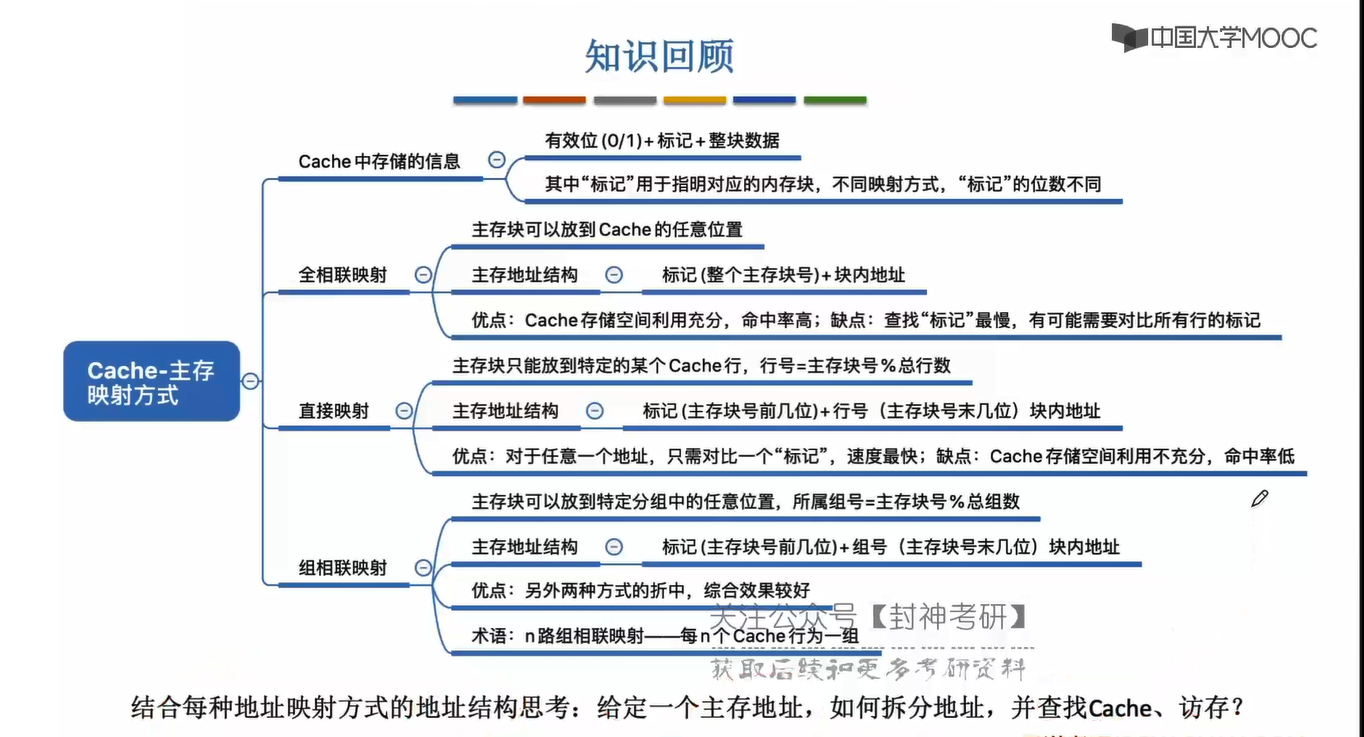 中国大学MOOC
知识回顾
Cache中存储的信息
有效位(0/1)+标记+整块数据
其中“标记”用于指明对应的内存块，不同映射方式，“标记”的位数不同
全相联映射
主存块可以放到Cache的任意位置
主存地址结构
标记(整个主存块号)+块内地址
优点：Cache存储空间利用充分，命中率高；缺点：查找“标记”最慢，有可能需要对比所有行的标记
Cache-主存
映射方式
直接映射
主存块只能放到特定的某个Cache行，行号=主存块号%总行数
主存地址结构
标记(主存块号前几位)+行号（主存块号末几位）块内地址
优点：对于任意一个地址，只需对比一个“标记”，速度最快；缺点：Cache存储空间利用不充分，命中率低
组相联映射
主存块可以放到特定分组中的任意位置，所属组号=主存块号%总组数
主存地址结构
标记(主存块号前几位)+组号（主存块号末几位）块内地址
优点：另外两种方式的折中，综合效果较好
术语：n路组相联映射——每n个Cache行为一组
关注公众号【封神考研】
获取后续和更多考研资料
结合每种地址映射方式的地址结构思考：给定一个主存地址，如何拆分地址，并查找Cache、访存？